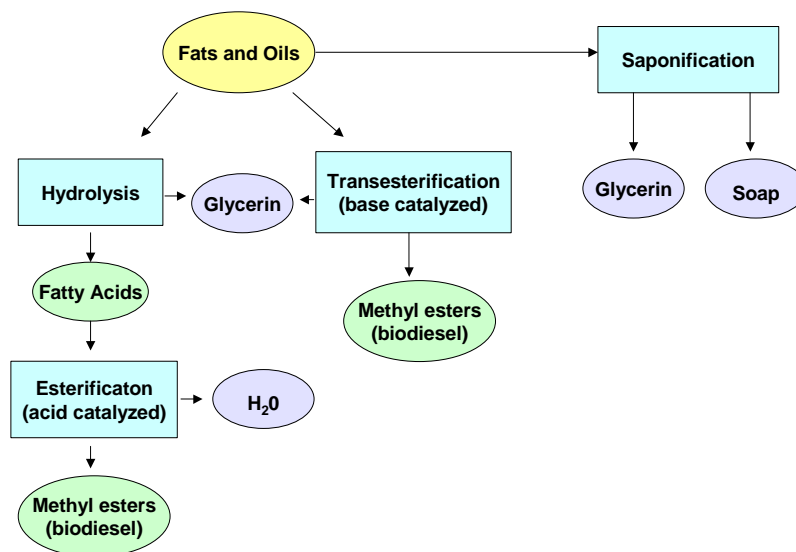 Fats and Oils
Saponification
Hydrolysis
Glycerin
Transesterification
(base catalyzed)
Glycerin
Soap
Fatty Acids
Methyl esters
(biodiesel)
Esterificaton
(acid catalyzed)
H₂0
Methyl esters
(biodiesel)